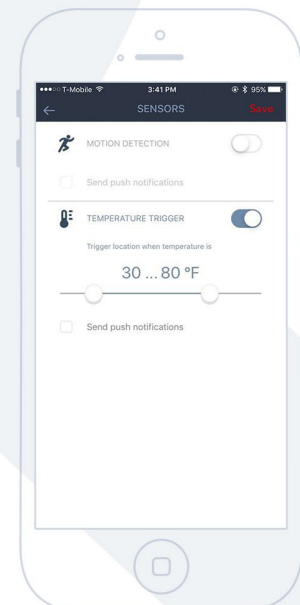 T-Mobile 3:41 PM 95%
SENSORS Save
MOTION DETECTION
Send push notifications
TEMPERATURE TRIGGER
Trigger location when temperature is
30 ... 80 °F
Send push notifications